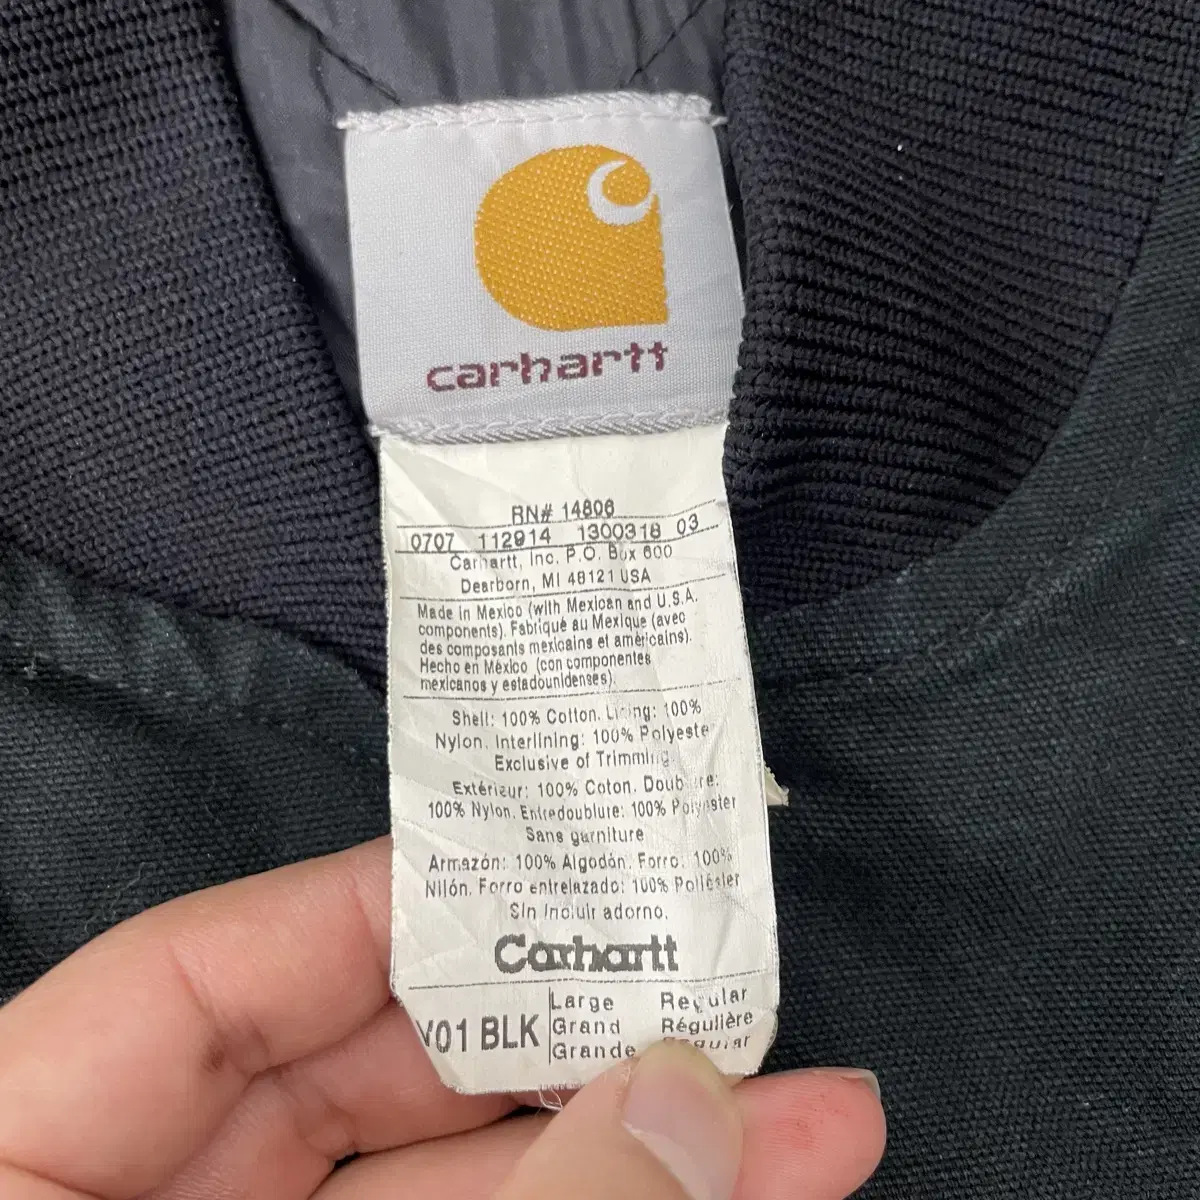 carhartt
RN# 14806
0707 112914 1300318 03
Carhartt, Inc. P.O. Box 600
Dearborn, MI 48121 USA
Made in Mexico (with Mexican and U.S.A.
components). Fabriqué au Mexique (avec
des composants mexicains et américains).
Hecho en México (con componentes
mexicanos y estadounidenses).
Shell: 100% Cotton. Lining: 100%
Nylon. Interlining: 100% Polyester
Exclusive of Trimming
Extérieur: 100% Coton. Doublure:
100% Nylon. Entredoublure: 100% Polyester
Sans garniture
Armazón: 100% Algodón. Forro: 100%
Nilón. Forro entrelazado: 100% Poliéster
Sin incluir adorno.
Carhartt
V01 BLK
Large Regular
Grand Régulière
Grande Regular